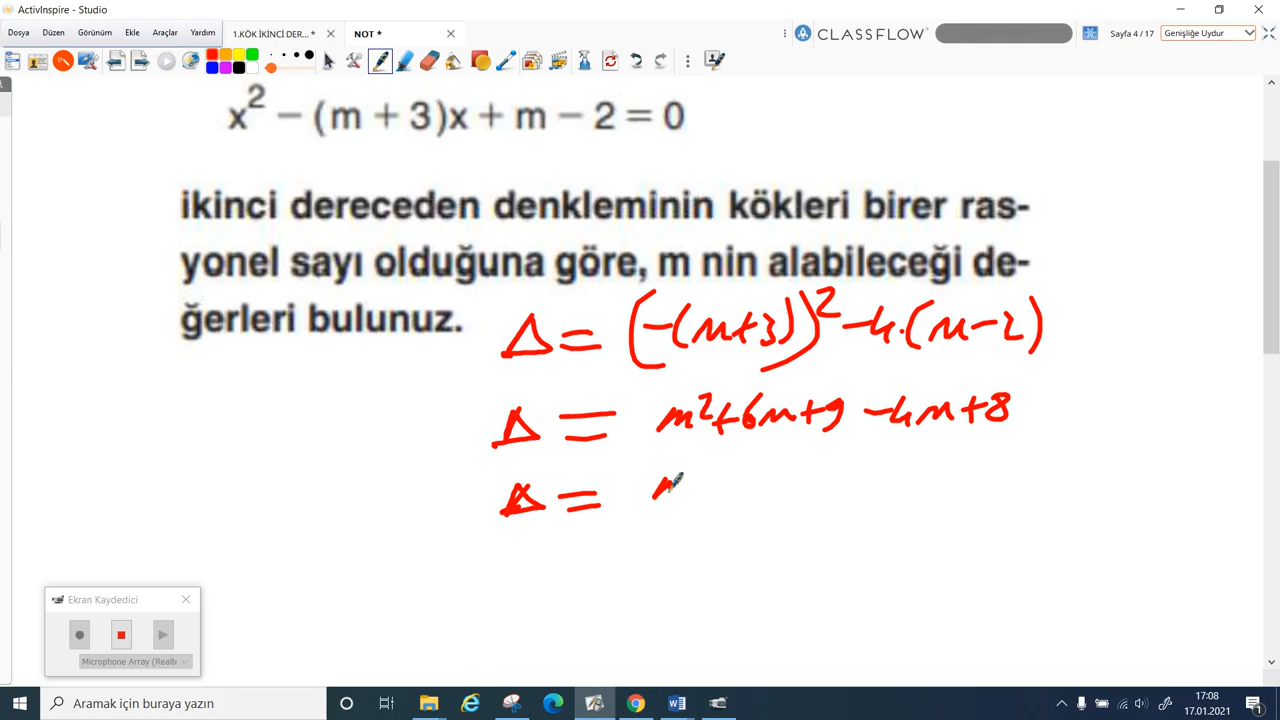 ActivInspire - Studio
Dosya Düzen Görünüm Ekle Araçlar Yardım
1.KÖK İKİNCİ DER... *
NOT *
CLASSFLOW
Sayfa 4 / 17
Genişliğe Uydur
x² − (m + 3)x + m − 2 = 0
ikinci dereceden denkleminin kökleri birer ras-
yonel sayı olduğuna göre, m nin alabileceği de-
ğerleri bulunuz.
Δ = (-(m+3))² - 4.(m-2)
Δ = m²+6m+9 -4m+8
Δ =
Ekran Kaydedici
Microphone Array (Realte
Aramak için buraya yazın
17:08
17.01.2021